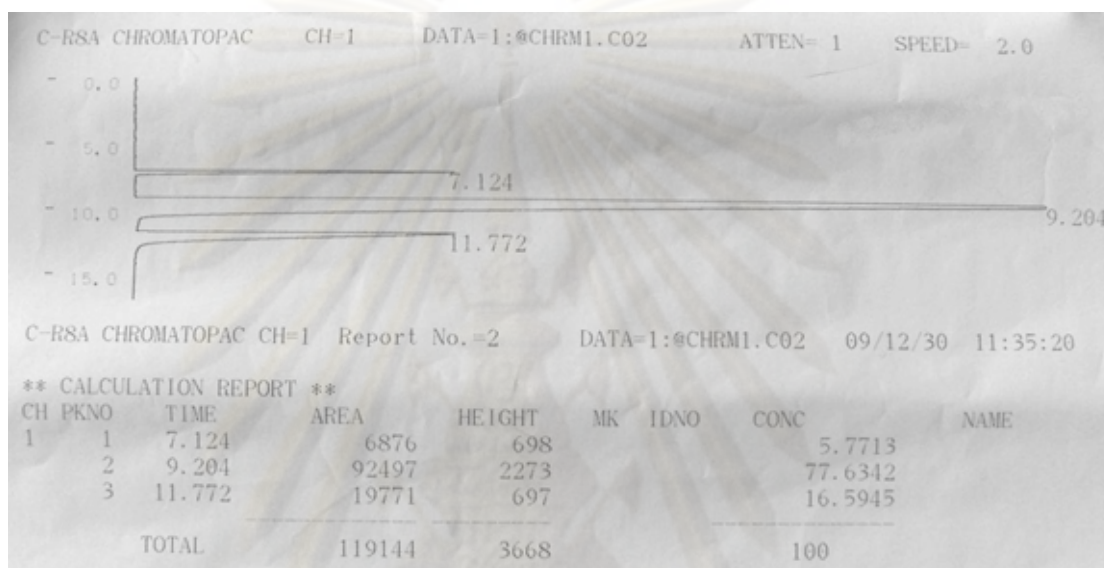 C-R8A CHROMATOPAC CH=1 DATA=1:@CHRM1.C02 ATTEN= 1 SPEED= 2.0
0.0
5.0
7.124
10.0
9.204
11.772
15.0
C-R8A CHROMATOPAC CH=1 Report No.=2 DATA=1:@CHRM1.C02 09/12/30 11:35:20
** CALCULATION REPORT **
CH PKNO TIME AREA HEIGHT MK IDNO CONC NAME
1 1 7.124 6876 698 5.7713
2 9.204 92497 2273 77.6342
3 11.772 19771 697 16.5945
TOTAL 119144 3668 100